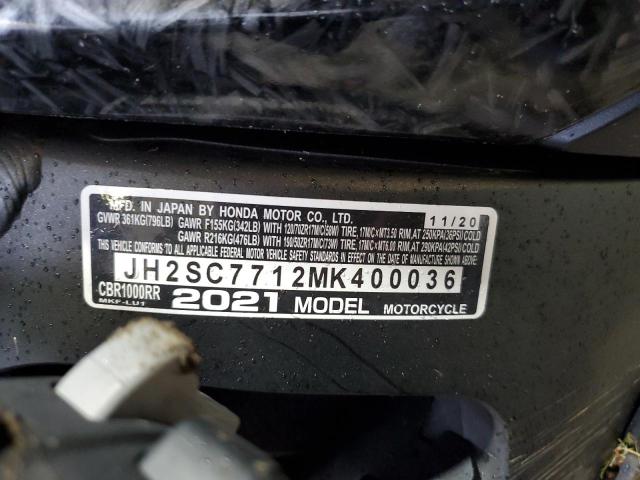 MFD. IN JAPAN BY HONDA MOTOR CO., LTD. 11/20
GVWR 361KG(796LB) GAWR F155KG(342LB) WITH 120/70ZR17M/C(58W) TIRE, 17M/C×MT3.50 RIM, AT 250KPA(36PSI)/COLD
GAWR R216KG(476LB) WITH 190/50ZR17M/C(73W) TIRE, 17M/C×MT6.00 RIM, AT 290KPA(42PSI)/COLD
THIS VEHICLE CONFORMS TO ALL APPLICABLE FEDERAL MOTOR VEHICLE SAFETY STANDARDS IN EFFECT ON THE DATE OF MANUFACTURE SHOWN ABOVE.
JH2SC7712MK400036
CBR1000RR 2021 MODEL MOTORCYCLE
MKF-LU1